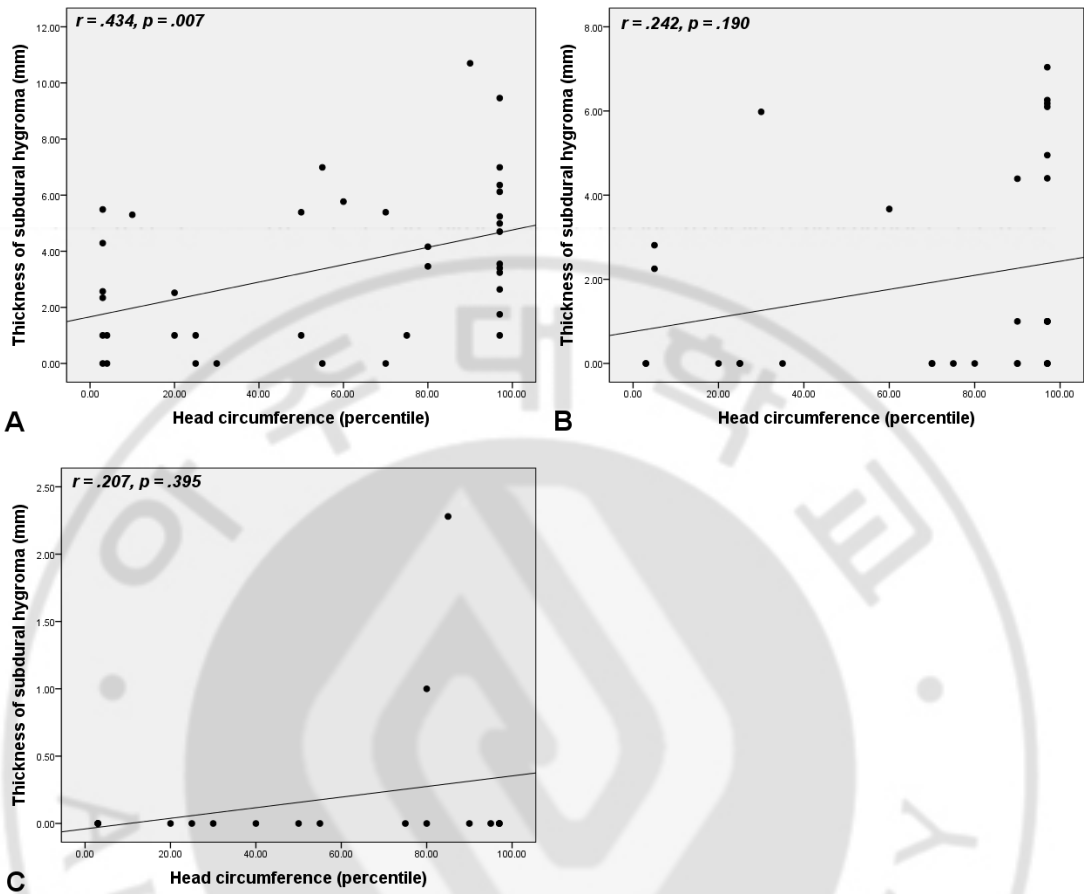 r = .434, p = .007
12.00
10.00
8.00
6.00
4.00
2.00
0.00
Thickness of subdural hygroma (mm)
0.00 20.00 40.00 60.00 80.00 100.00
Head circumference (percentile)
A
r = .242, p = .190
8.00
6.00
4.00
2.00
0.00
Thickness of subdural hygroma (mm)
0.00 20.00 40.00 60.00 80.00 100.00
Head circumference (percentile)
B
r = .207, p = .395
2.50
2.00
1.50
1.00
0.50
0.00
Thickness of subdural hygroma (mm)
0.00 20.00 40.00 60.00 80.00 100.00
Head circumference (percentile)
C
아주대학교